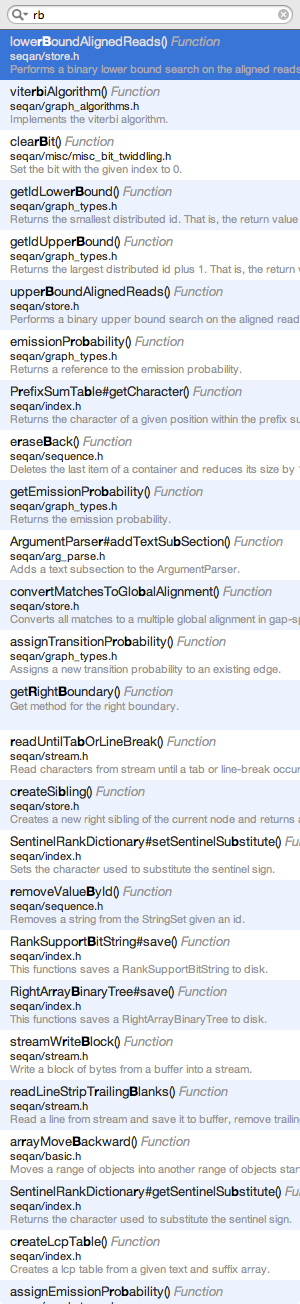 rb
lowerBoundAlignedReads() Function
seqan/store.h
Performs a binary lower bound search on the aligned reads
viterbiAlgorithm() Function
seqan/graph_algorithms.h
Implements the viterbi algorithm.
clearBit() Function
seqan/misc/misc_bit_twiddling.h
Set the bit with the given index to 0.
getIdLowerBound() Function
seqan/graph_types.h
Returns the smallest distributed id. That is, the return value
getIdUpperBound() Function
seqan/graph_types.h
Returns the largest distributed id plus 1. That is, the return v
upperBoundAlignedReads() Function
seqan/store.h
Performs a binary upper bound search on the aligned read
emissionProbability() Function
seqan/graph_types.h
Returns a reference to the emission probability.
PrefixSumTable#getCharacter() Function
seqan/index.h
Returns the character of a given position within the prefix su
eraseBack() Function
seqan/sequence.h
Deletes the last item of a container and reduces its size by
getEmissionProbability() Function
seqan/graph_types.h
Returns the emission probability.
ArgumentParser#addTextSubSection() Function
seqan/arg_parse.h
Adds a text subsection to the ArgumentParser.
convertMatchesToGlobalAlignment() Function
seqan/store.h
Converts all matches to a multiple global alignment in gap-s
assignTransitionProbability() Function
seqan/graph_types.h
Assigns a new transition probability to an existing edge.
getRightBoundary() Function
Get method for the right boundary.
readUntilTabOrLineBreak() Function
seqan/stream.h
Read characters from stream until a tab or line-break occur
createSibling() Function
seqan/store.h
Creates a new right sibling of the current node and returns a
SentinelRankDictionary#setSentinelSubstitute() Function
seqan/index.h
Sets the character used to substitute the sentinel sign.
removeValueById() Function
seqan/sequence.h
Removes a string from the StringSet given an id.
RankSupportBitString#save() Function
seqan/index.h
This functions saves a RankSupportBitString to disk.
RightArrayBinaryTree#save() Function
seqan/index.h
This functions saves a RightArrayBinaryTree to disk.
streamWriteBlock() Function
seqan/stream.h
Write a block of bytes from a buffer into a stream.
readLineStripTrailingBlanks() Function
seqan/stream.h
Read a line from stream and save it to buffer, remove trailin
arrayMoveBackward() Function
seqan/basic.h
Moves a range of objects into another range of objects star
SentinelRankDictionary#getSentinelSubstitute() Fu
seqan/index.h
Returns the character used to substitute the sentinel sign.
createLcpTable() Function
seqan/index.h
Creates a lcp table from a given text and suffix array.
assignEmissionProbability() Function